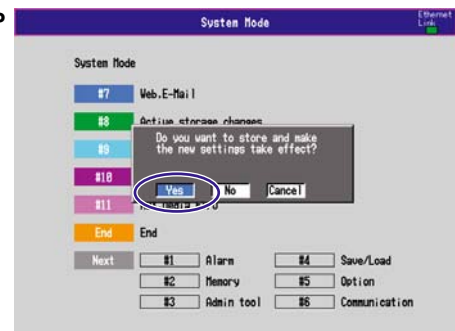 System Mode
Ethernet
Link
System Mode
#7 Web.E-Mail
#8 Active storage changes
#9
Do you want to store and make
the new settings take effect?
#10
Yes No Cancel
#11
End End
Next #1 Alarm #4 Save/Load
#2 Memory #5 Option
#3 Admin tool #6 Communication